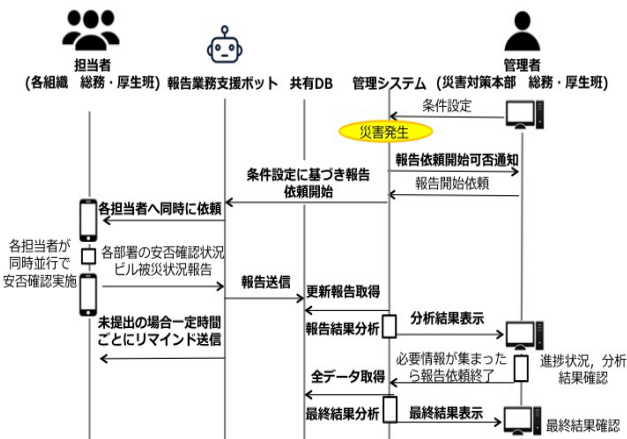 担当者
(各組織　総務・厚生班)
報告業務支援ボット
共有DB
管理システム
管理者
(災害対策本部　総務・厚生班)
条件設定
災害発生
報告依頼開始可否通知
条件設定に基づき報告
依頼開始
報告開始依頼
各担当者へ同時に依頼
各担当者が
同時並行で
安否確認実施
各部署の安否確認状況
ビル被災状況報告
報告送信
更新報告取得
報告結果分析
分析結果表示
未提出の場合一定時間
ごとにリマインド送信
必要情報が集まった
ら報告依頼終了
進捗状況，分析
結果確認
全データ取得
最終結果分析
最終結果表示
最終結果確認